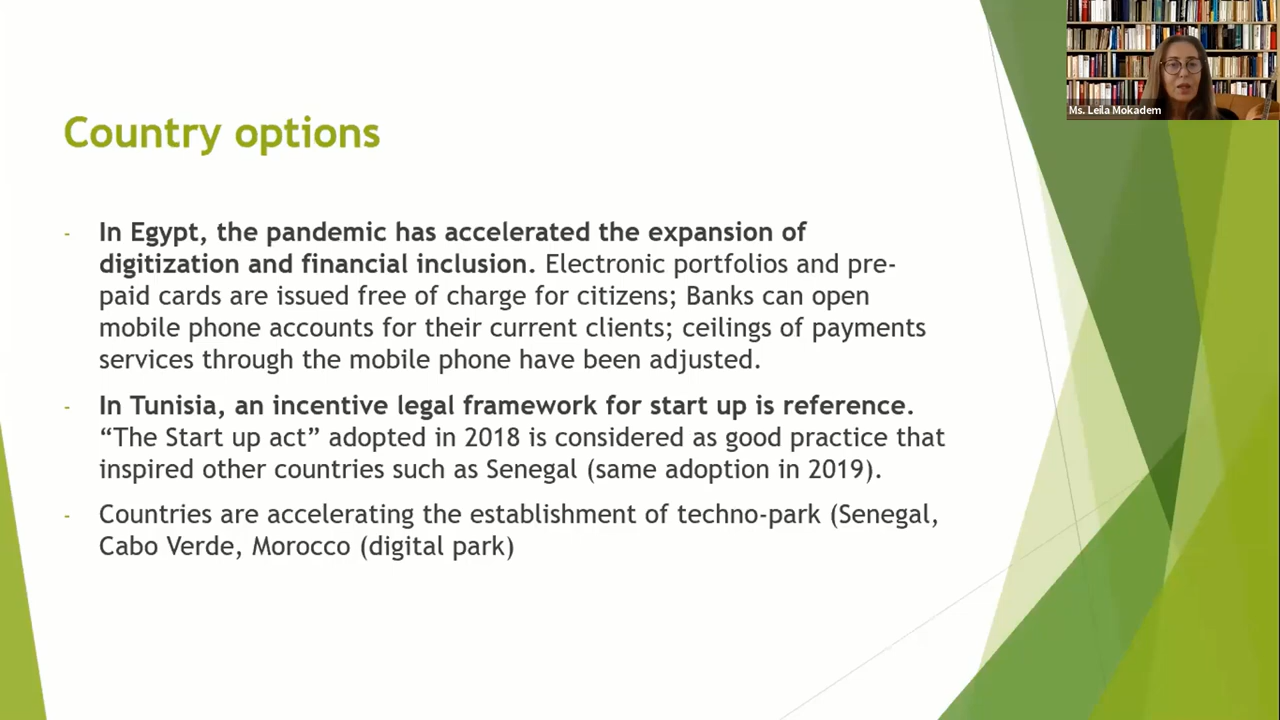 Ms. Leila Mokadem
Country options
- In Egypt, the pandemic has accelerated the expansion of
digitization and financial inclusion. Electronic portfolios and pre-
paid cards are issued free of charge for citizens; Banks can open
mobile phone accounts for their current clients; ceilings of payments
services through the mobile phone have been adjusted.
- In Tunisia, an incentive legal framework for start up is reference.
“The Start up act” adopted in 2018 is considered as good practice that
inspired other countries such as Senegal (same adoption in 2019).
- Countries are accelerating the establishment of techno-park (Senegal,
Cabo Verde, Morocco (digital park)